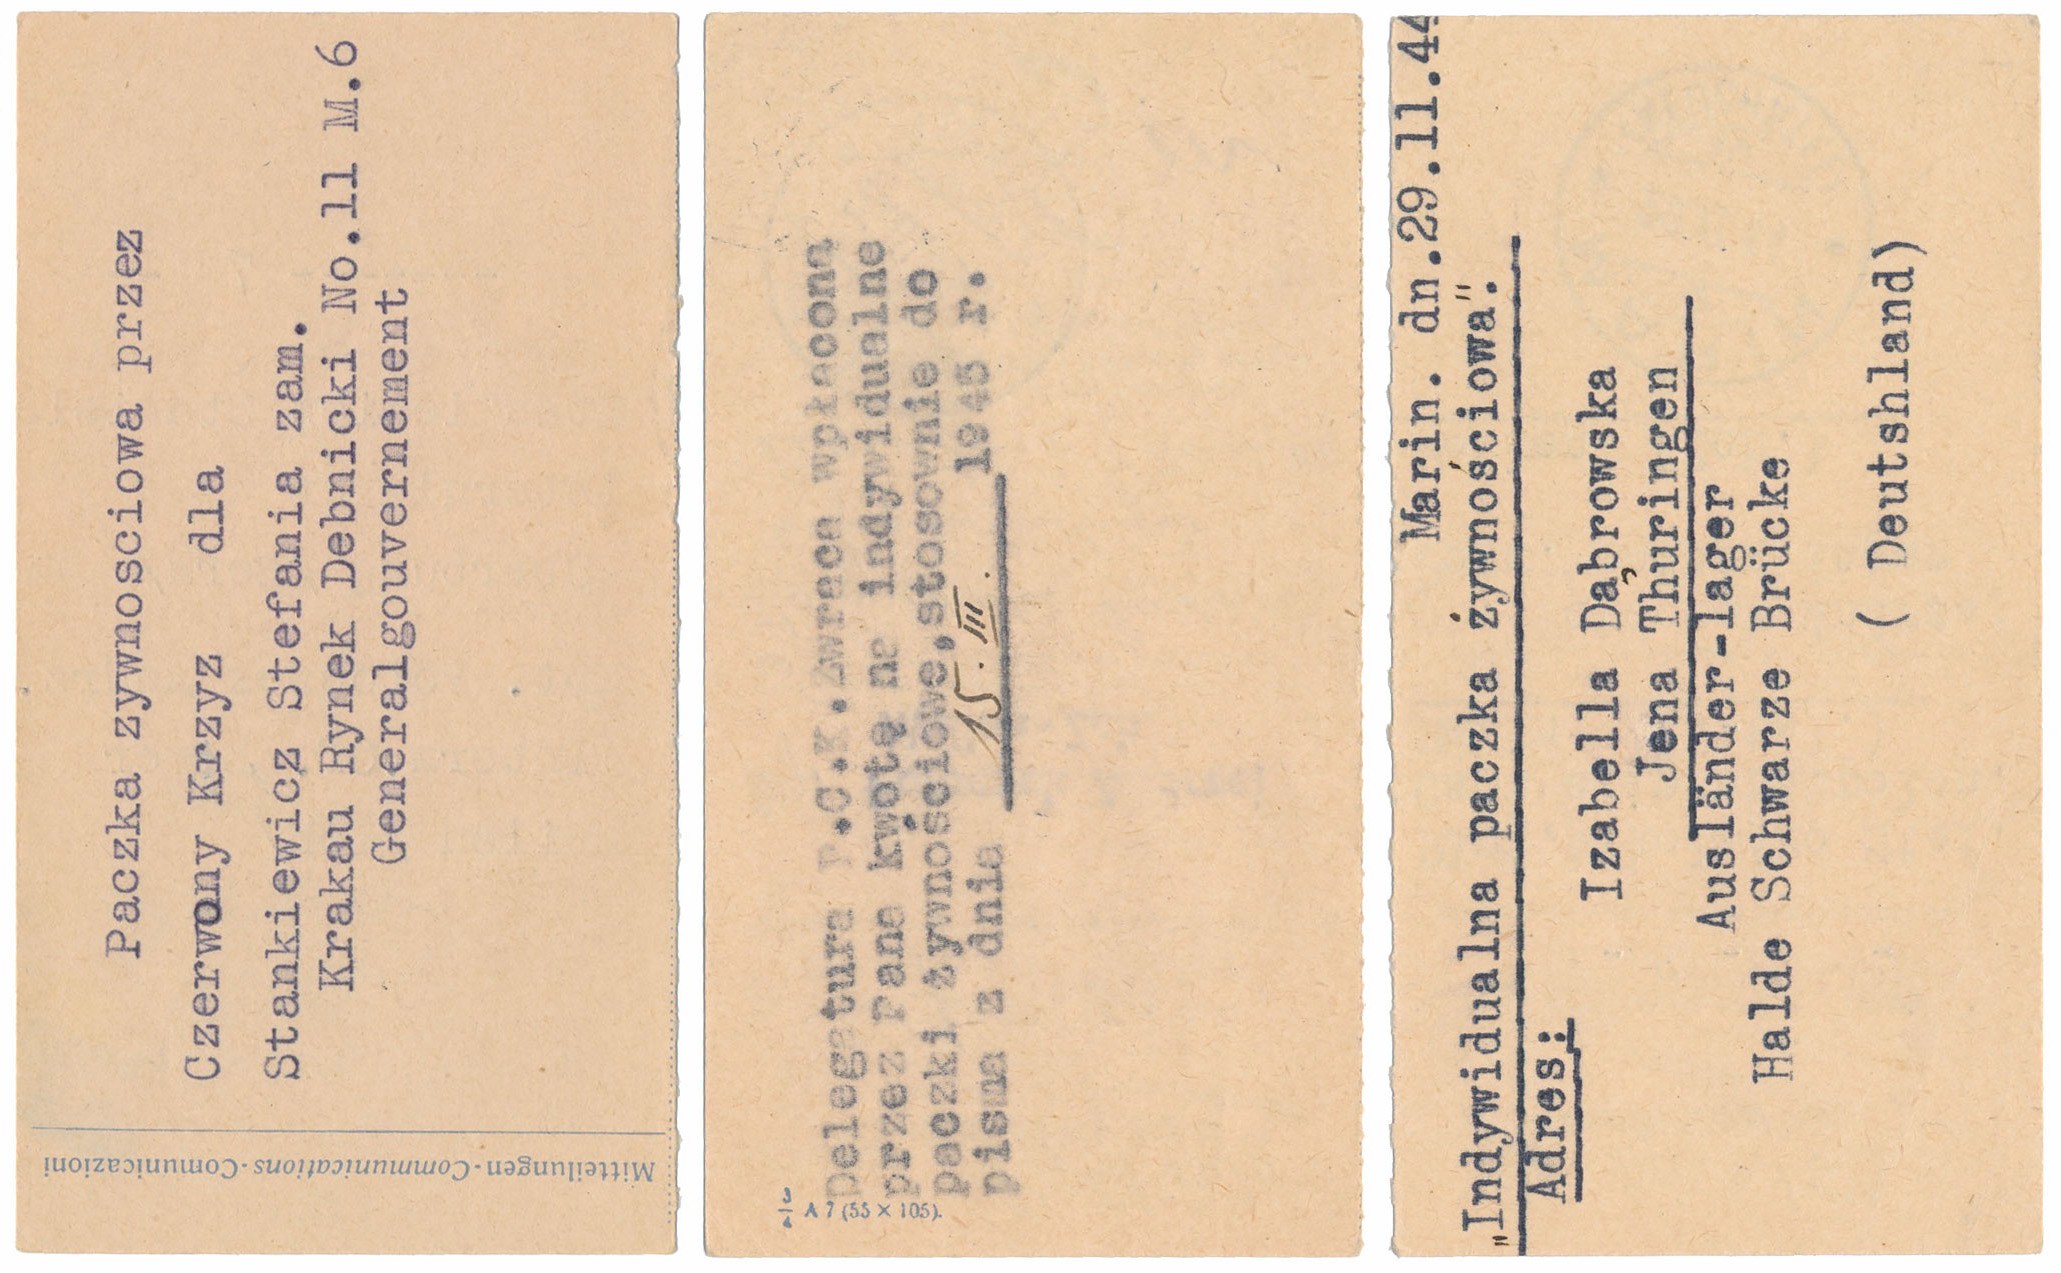 Paczka zywnosciowa przez
Czerwony Krzyz dla
Stankiewicz Stefania zam.
Krakau Rynek Debnicki No.11 M.6
Generalgouvernement
Mitteilungen-Communications-Comunicazioni
Delegatura P.C.K. Zwraca wpłacona
przez Pana kwotę na indywidualne
paczki żywnościowe,stosownie do
pisma z dnia 15.III. 1945 r.
A 7 (55 × 105).
Marin. dn.29.11.44
„Indywidualna paczka żywnościowa".
Adres:
Izabella Dąbrowska
Jena Thuringen
Ausländer-lager
Halde Schwarze Brücke
( Deutshland)